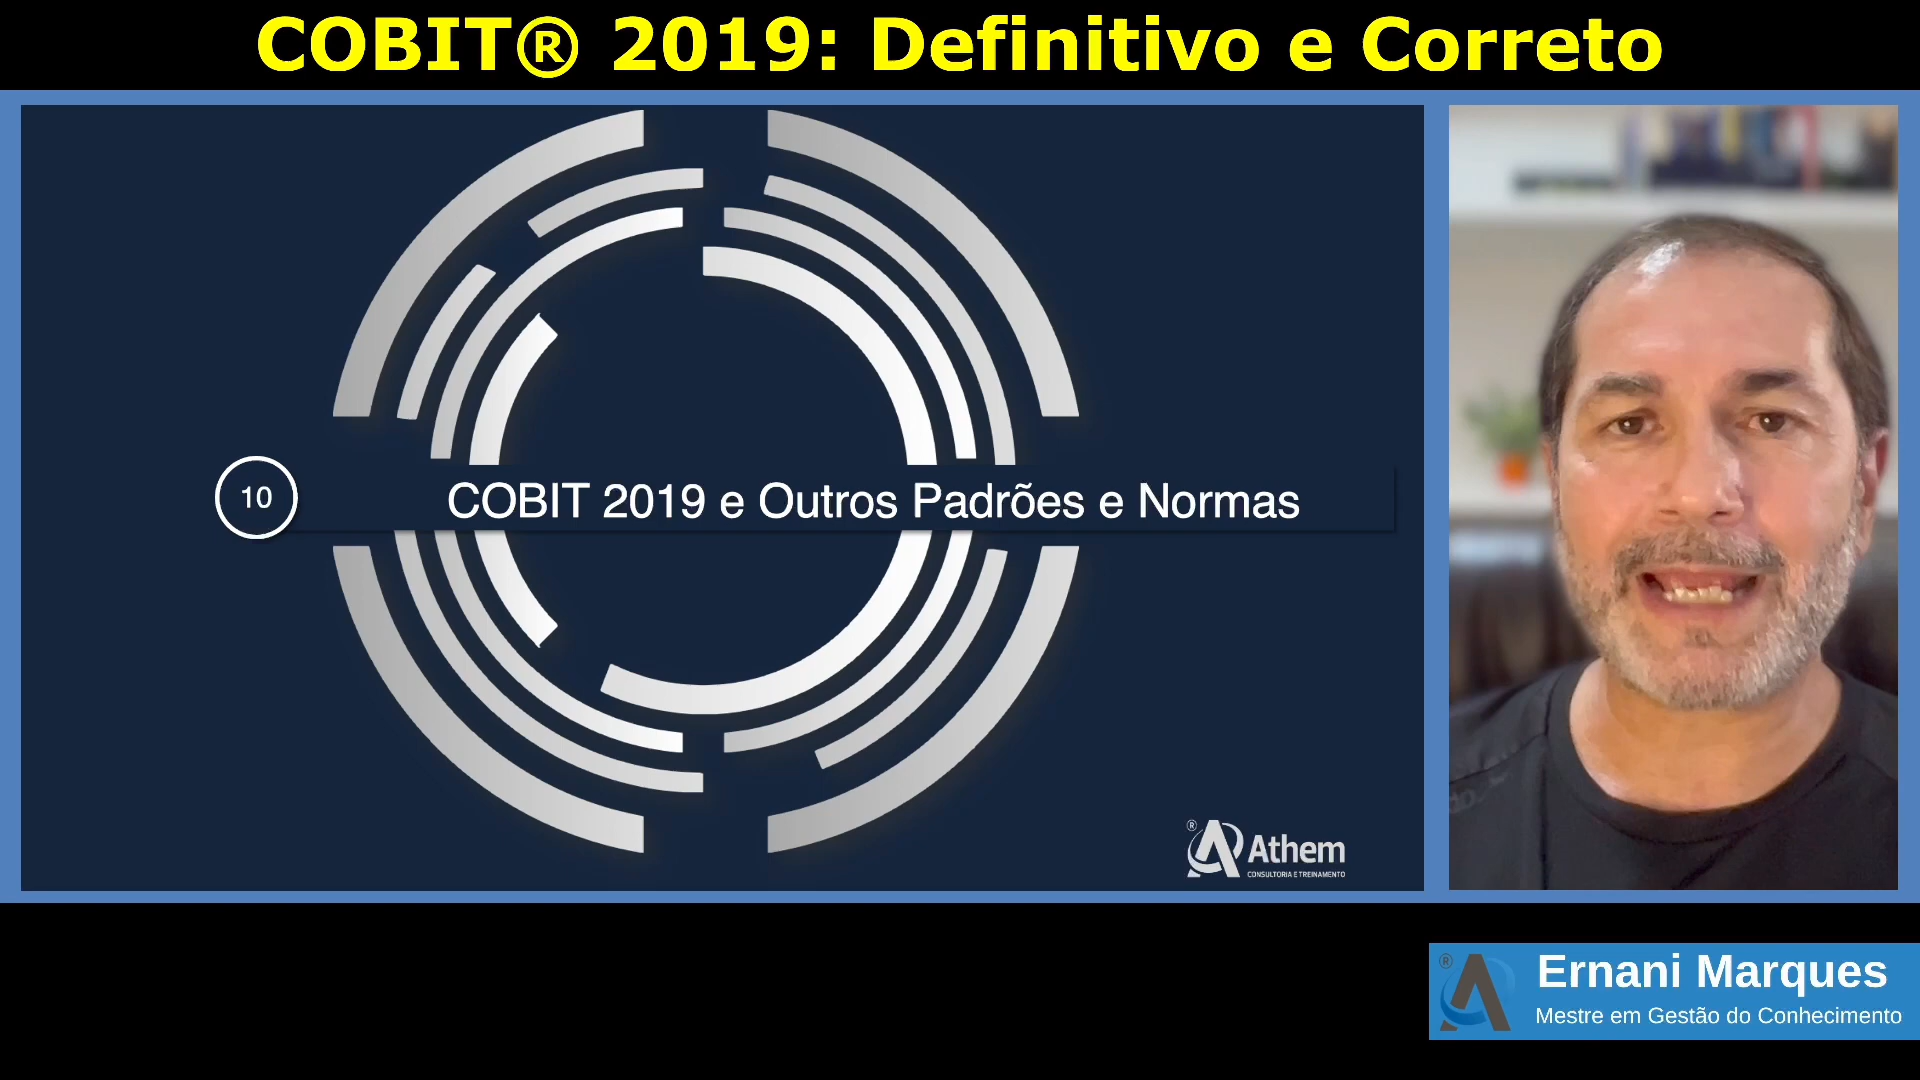 COBIT® 2019: Definitivo e Correto
10
COBIT 2019 e Outros Padrões e Normas
®
Athem
CONSULTORIA E TREINAMENTO
®
Ernani Marques
Mestre em Gestão do Conhecimento